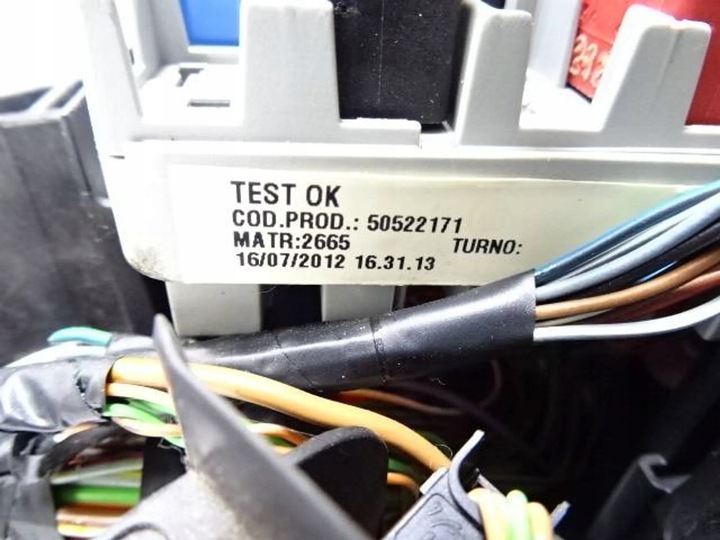 TEST OK
COD.PROD.: 50522171
MATR:2665 TURNO:
16/07/2012 16.31.13